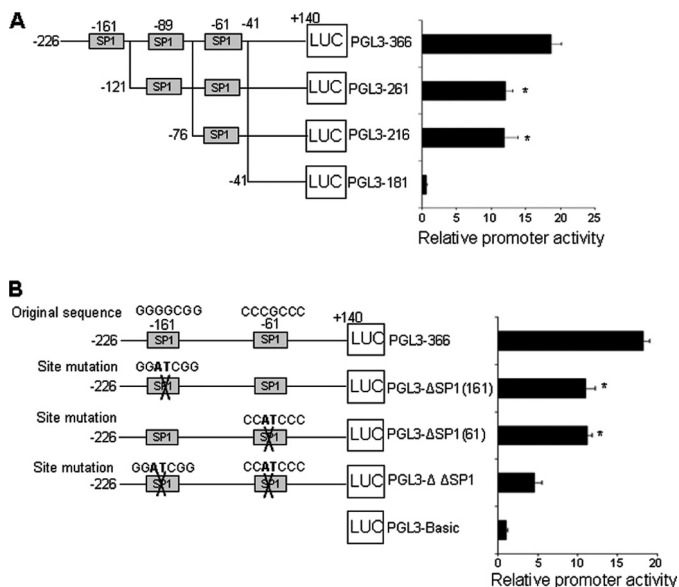 A
-161 -89 -61 -41 +140
-226 SP1 SP1 SP1 LUC PGL3-366
-121 SP1 SP1 LUC PGL3-261 *
-76 SP1 LUC PGL3-216 *
-41 LUC PGL3-181
0 5 10 15 20 25
Relative promoter activity
B
Original sequence GGGGCGG CCCGCCC
-161 -61 +140
-226 SP1 SP1 LUC PGL3-366
Site mutation GGATCGG
-226 SP1 SP1 LUC PGL3-ΔSP1(161) *
Site mutation CCATCCC
-226 SP1 SP1 LUC PGL3-ΔSP1(61) *
Site mutation GGATCGG CCATCCC
-226 SP1 SP1 LUC PGL3-Δ ΔSP1
LUC PGL3-Basic
0 5 10 15 20
Relative promoter activity